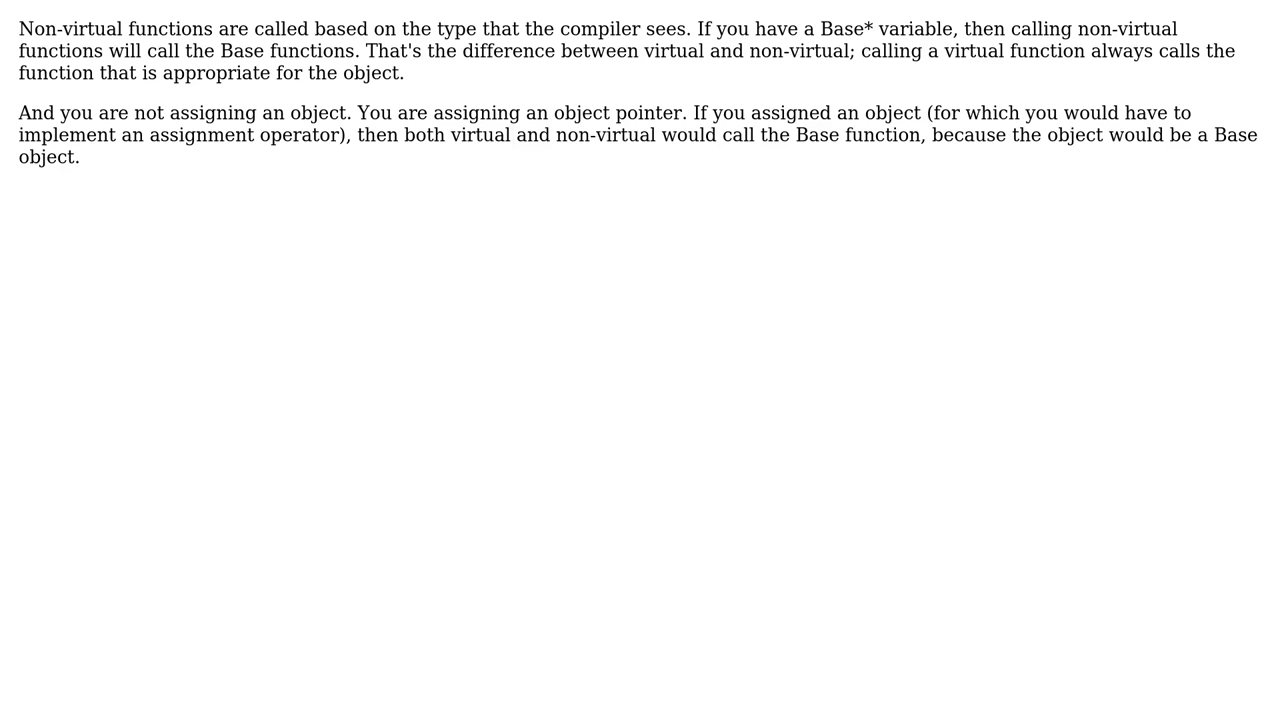 Non-virtual functions are called based on the type that the compiler sees. If you have a Base* variable, then calling non-virtual
functions will call the Base functions. That's the difference between virtual and non-virtual; calling a virtual function always calls the
function that is appropriate for the object.
And you are not assigning an object. You are assigning an object pointer. If you assigned an object (for which you would have to
implement an assignment operator), then both virtual and non-virtual would call the Base function, because the object would be a Base
object.